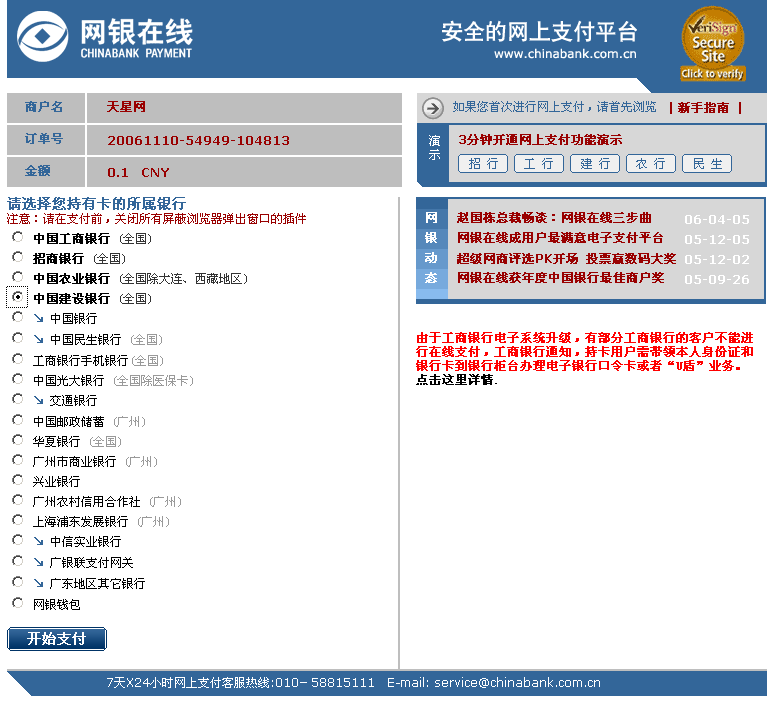 网银在线
CHINABANK PAYMENT
安全的网上支付平台
www.chinabank.com.cn
VeriSign
Secure
Site
Click to verify
商户名 天星网
订单号 20061110-54949-104813
金额 0.1 CNY
如果您首次进行网上支付，请首先浏览 | 新手指南 |
演示
3分钟开通网上支付功能演示
招 行 工 行 建 行 农 行 民 生
请选择您持有卡的所属银行
注意：请在支付前，关闭所有屏蔽浏览器弹出窗口的插件
中国工商银行 (全国)
招商银行 (全国)
中国农业银行 (全国除大连、西藏地区)
中国建设银行 (全国)
↘ 中国银行
↘ 中国民生银行 (全国)
工商银行手机银行(全国)
中国光大银行 (全国除医保卡)
↘ 交通银行
中国邮政储蓄 (广州)
华夏银行 (全国)
广州市商业银行 (广州)
兴业银行
广州农村信用合作社 (广州)
上海浦东发展银行 (广州)
↘ 中信实业银行
↘ 广银联支付网关
↘ 广东地区其它银行
网银钱包
开始支付
网银动态
赵国栋总裁畅谈：网银在线三步曲 06-04-05
网银在线成用户最满意电子支付平台 05-12-05
超级网商评选PK开场 投票赢数码大奖 05-12-02
网银在线获年度中国银行最佳商户奖 05-09-26
由于工商银行电子系统升级，有部分工商银行的客户不能进
行在线支付，工商银行通知，持卡用户需带领本人身份证和
银行卡到银行柜台办理电子银行口令卡或者“U盾”业务。
点击这里详情.
7天X24小时网上支付客服热线:010－58815111 E-mail: service@chinabank.com.cn